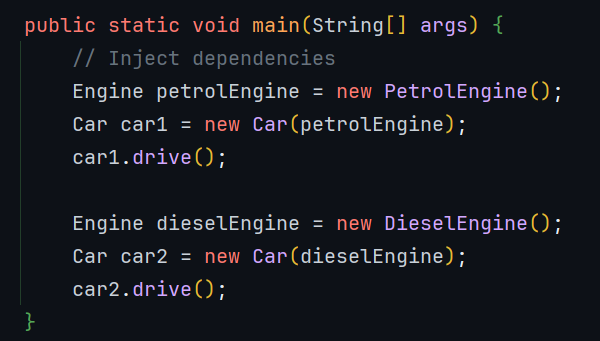 public static void main(String[] args) {
    // Inject dependencies
    Engine petrolEngine = new PetrolEngine();
    Car car1 = new Car(petrolEngine);
    car1.drive();

    Engine dieselEngine = new DieselEngine();
    Car car2 = new Car(dieselEngine);
    car2.drive();
}